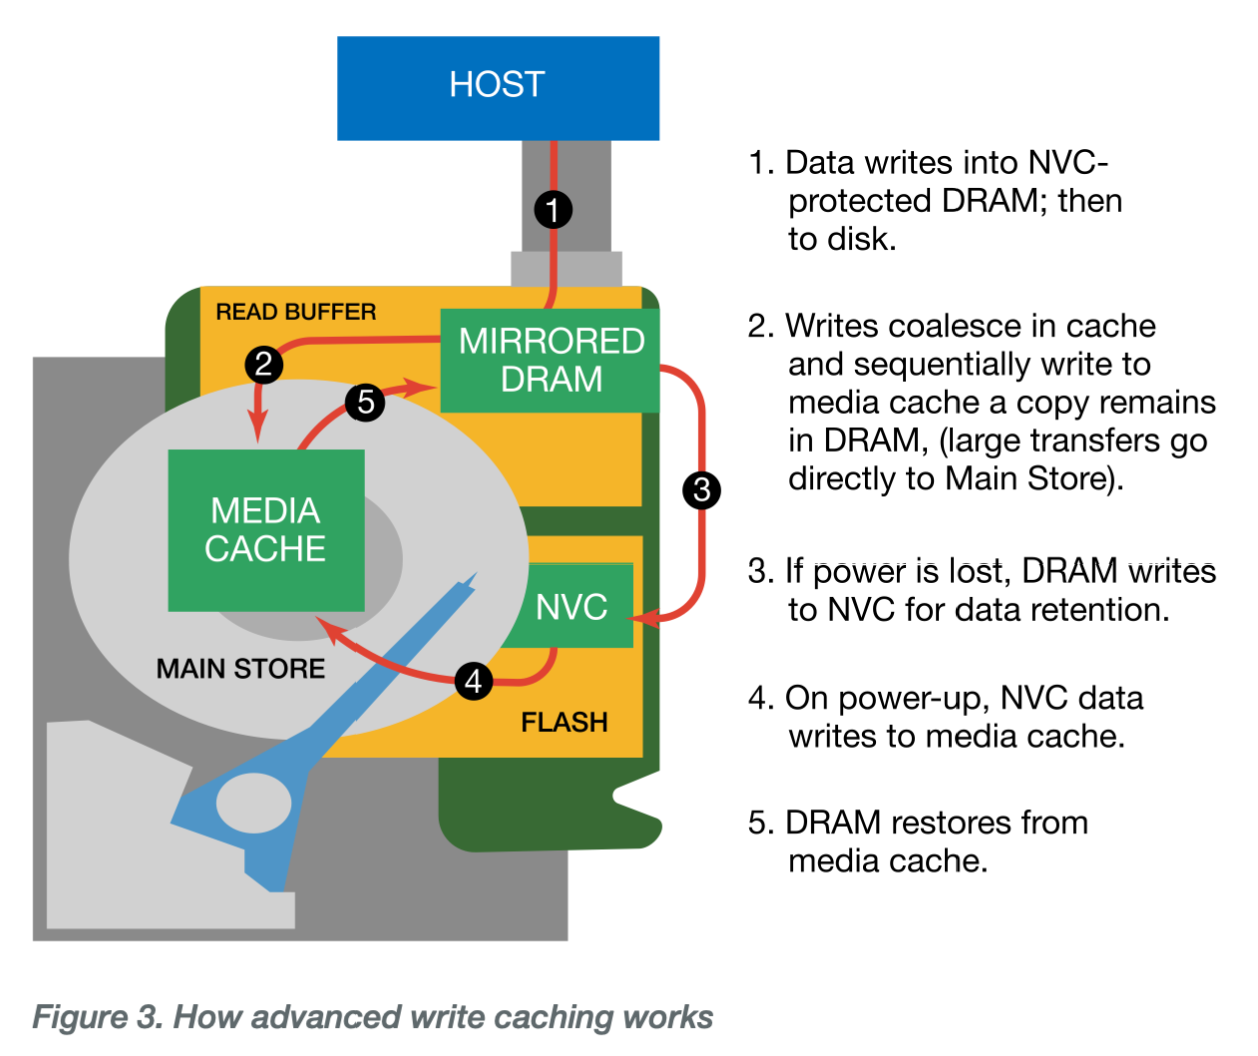 HOST
1
READ BUFFER
MIRRORED
DRAM
2
5
3
MEDIA
CACHE
NVC
MAIN STORE
4
FLASH
1. Data writes into NVC-
protected DRAM; then
to disk.
2. Writes coalesce in cache
and sequentially write to
media cache a copy remains
in DRAM, (large transfers go
directly to Main Store).
3. If power is lost, DRAM writes
to NVC for data retention.
4. On power-up, NVC data
writes to media cache.
5. DRAM restores from
media cache.
Figure 3. How advanced write caching works